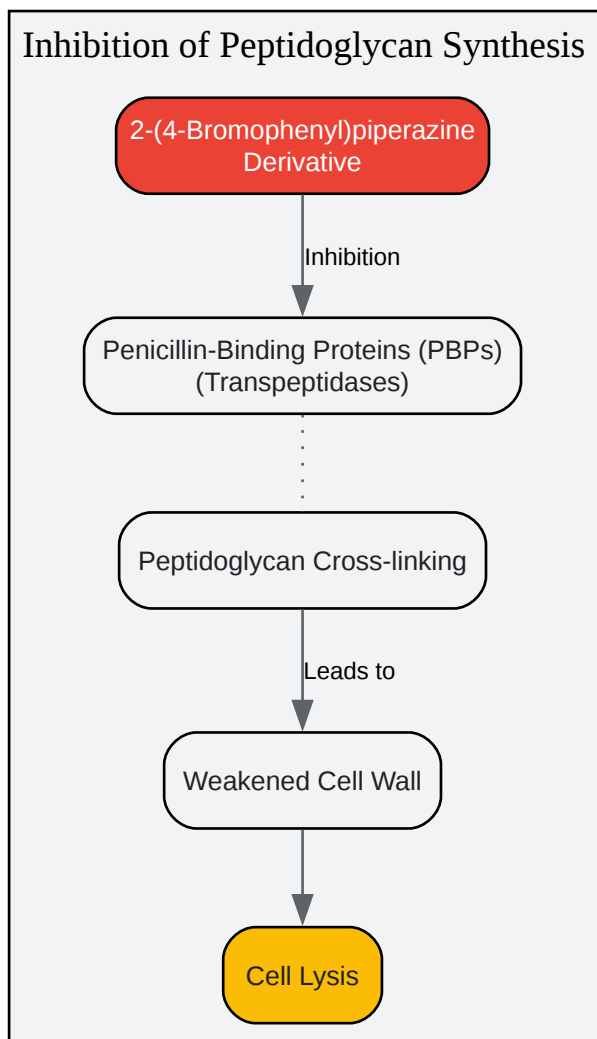 Inhibition of Peptidoglycan Synthesis
2-(4-Bromophenyl)piperazine
Derivative
Inhibition
Penicillin-Binding Proteins (PBPs)
(Transpeptidases)
Peptidoglycan Cross-linking
Leads to
Weakened Cell Wall
Cell Lysis